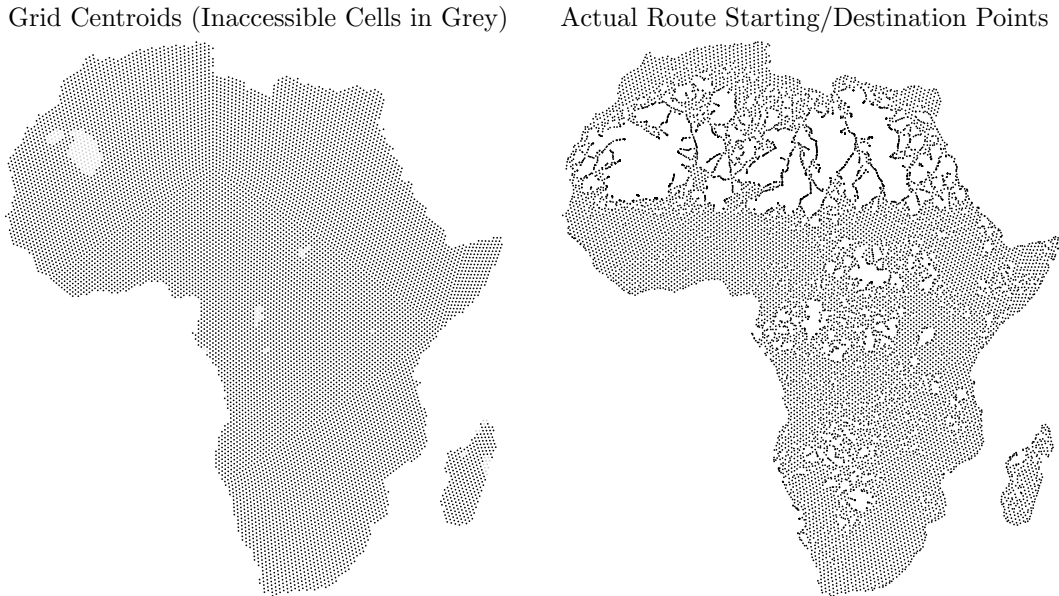 Grid Centroids (Inaccessible Cells in Grey)
Actual Route Starting/Destination Points